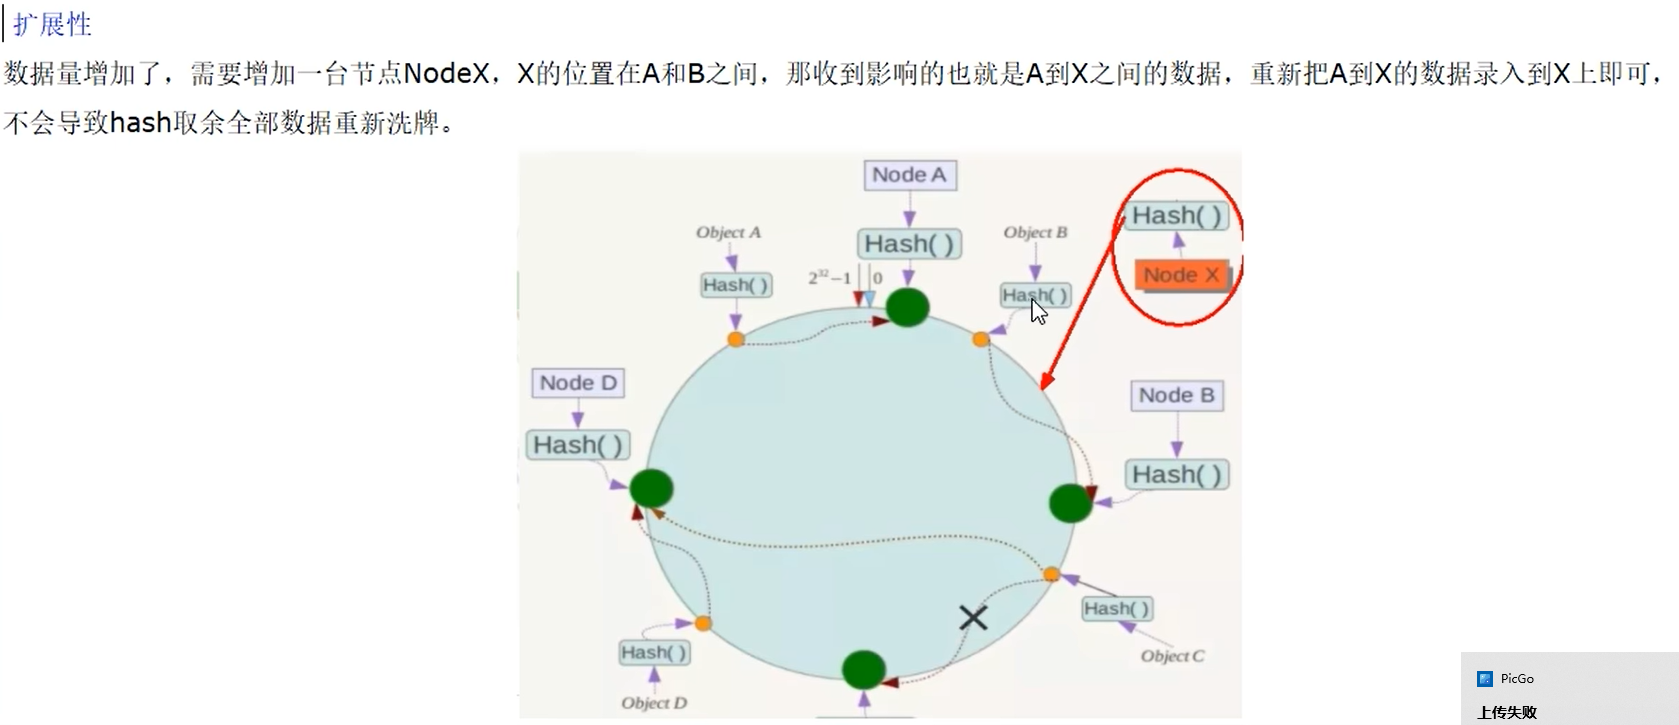 扩展性
数据量增加了，需要增加一台节点NodeX，X的位置在A和B之间，那收到影响的也就是A到X之间的数据，重新把A到X的数据录入到X上即可，
不会导致hash取余全部数据重新洗牌。
Node A
Hash( )
Object A
Hash( )
2³²−1
0
Object B
Hash( )
Hash( )
Node X
Node D
Hash( )
Node B
Hash( )
Hash( )
Object C
Hash( )
Object D
PicGo
上传失败